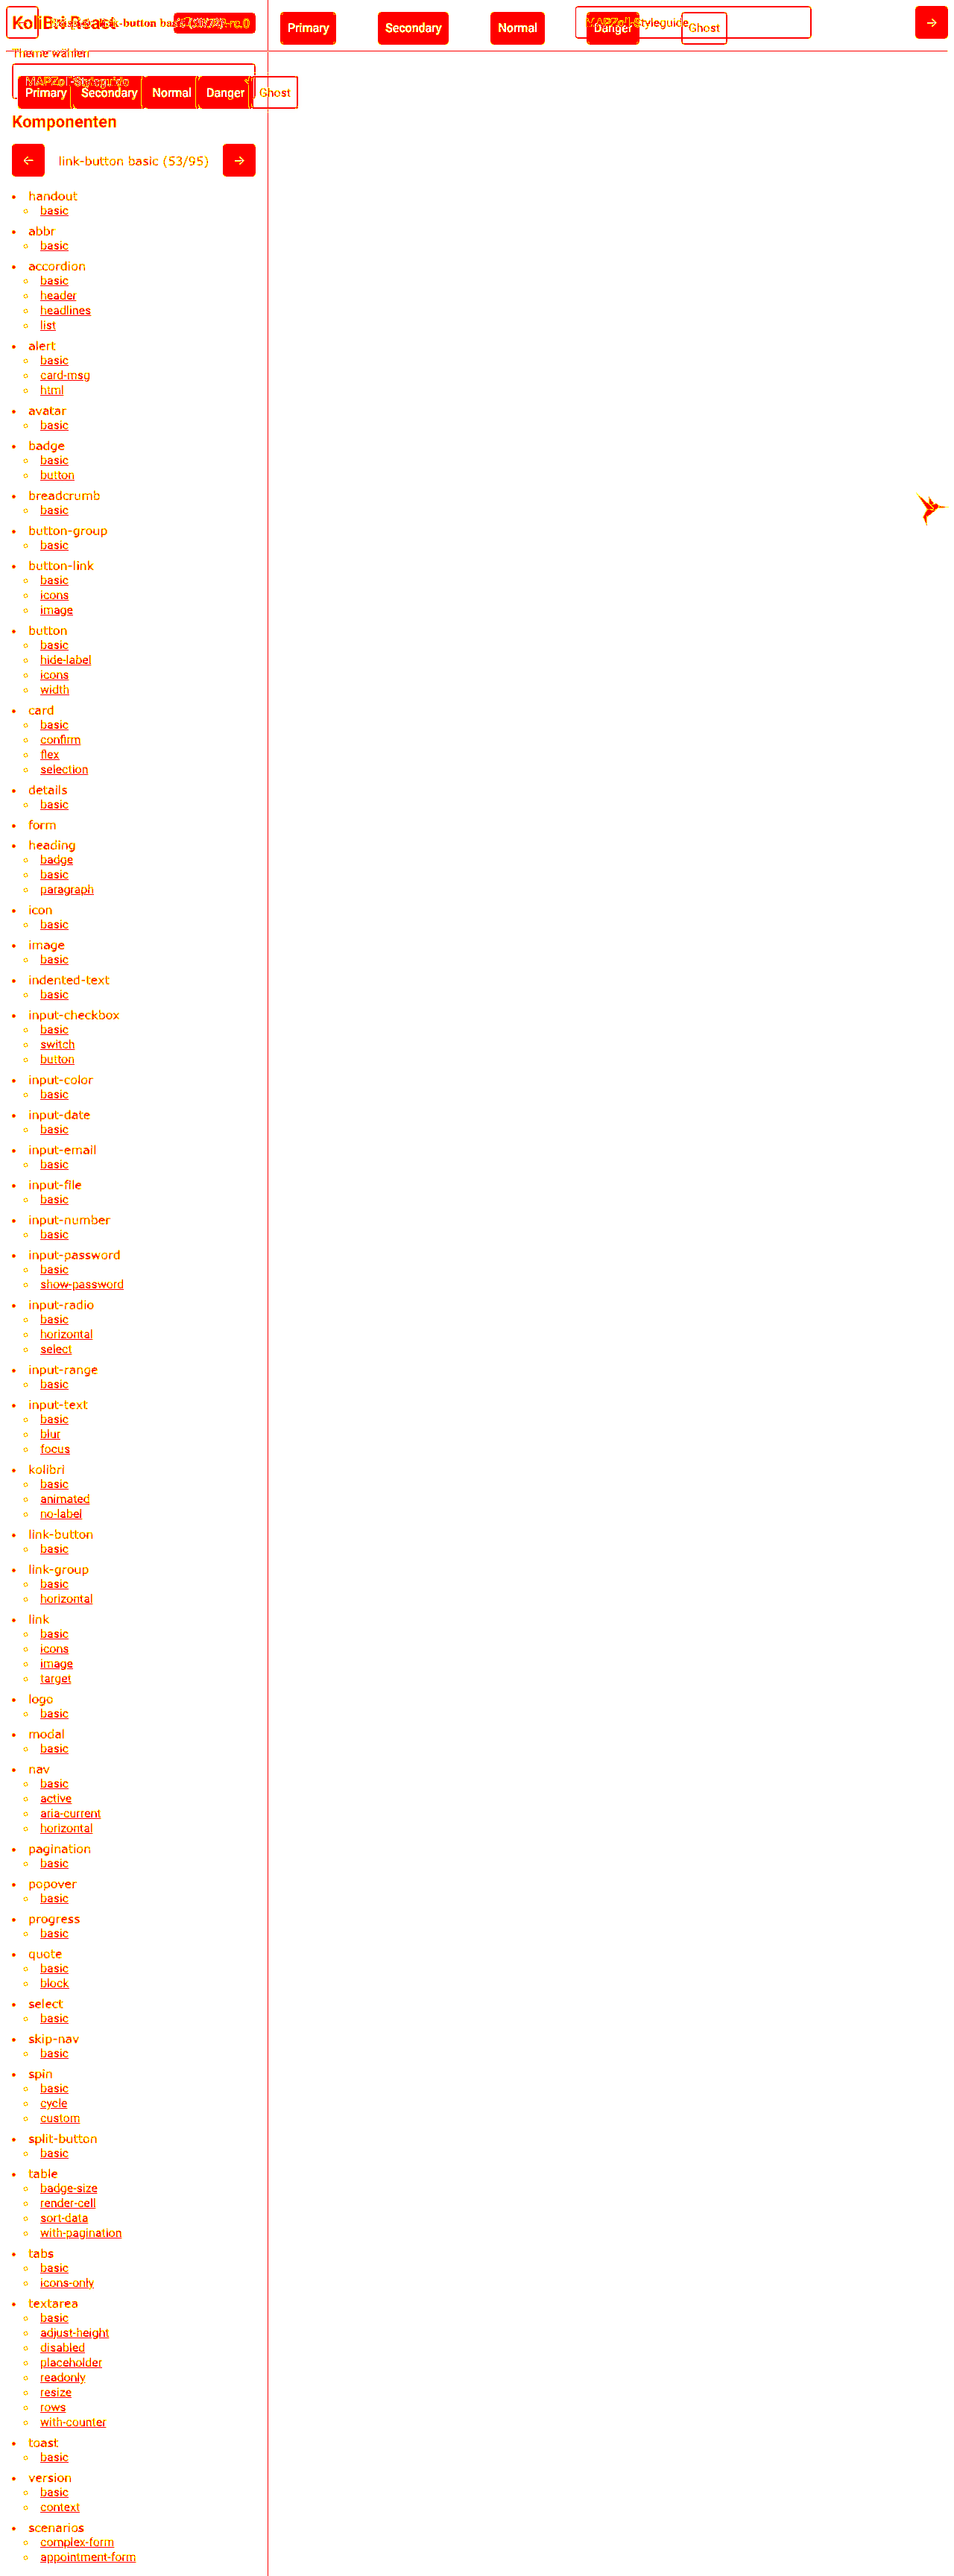 KoliBri React
link-button basic
Primary Secondary Normal Danger Ghost
MAPZoll-Styleguide
Theme wählen
MAPZoll-Styleguide
Primary Secondary Normal Danger Ghost
Komponenten
link-button basic (53/95)
handout
basic
abbr
basic
accordion
basic
header
headlines
list
alert
basic
card-msg
html
avatar
basic
badge
basic
button
breadcrumb
basic
button-group
basic
button-link
basic
icons
image
button
basic
hide-label
icons
width
card
basic
confirm
flex
selection
details
basic
form
heading
badge
basic
paragraph
icon
basic
image
basic
indented-text
basic
input-checkbox
basic
switch
button
input-color
basic
input-date
basic
input-email
basic
input-file
basic
input-number
basic
input-password
basic
show-password
input-radio
basic
horizontal
select
input-range
basic
input-text
basic
blur
focus
kolibri
basic
animated
no-label
link-button
basic
link-group
basic
horizontal
link
basic
icons
image
target
logo
basic
modal
basic
nav
basic
active
aria-current
horizontal
pagination
basic
popover
basic
progress
basic
quote
basic
block
select
basic
skip-nav
basic
spin
basic
cycle
custom
split-button
basic
table
badge-size
render-cell
sort-data
with-pagination
tabs
basic
icons-only
textarea
basic
adjust-height
disabled
placeholder
readonly
resize
rows
with-counter
toast
basic
version
basic
context
scenarios
complex-form
appointment-form